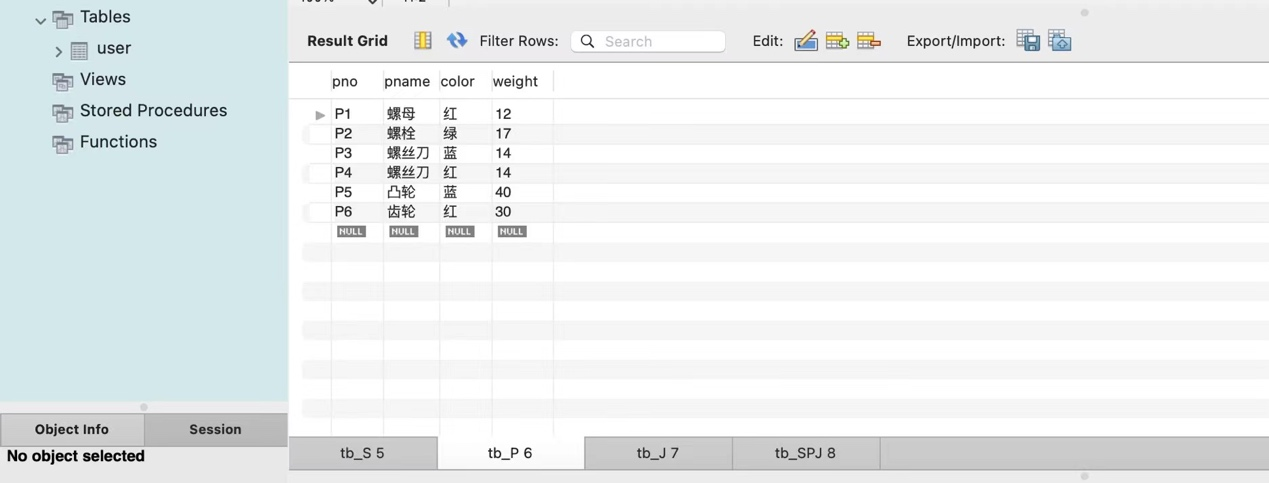 Tables
user
Views
Stored Procedures
Functions
Object Info Session
No object selected
Result Grid Filter Rows: Search Edit: Export/Import:
pno pname color weight
P1 螺母 红 12
P2 螺栓 绿 17
P3 螺丝刀 蓝 14
P4 螺丝刀 红 14
P5 凸轮 蓝 40
P6 齿轮 红 30
NULL NULL NULL NULL
tb_S 5 tb_P 6 tb_J 7 tb_SPJ 8